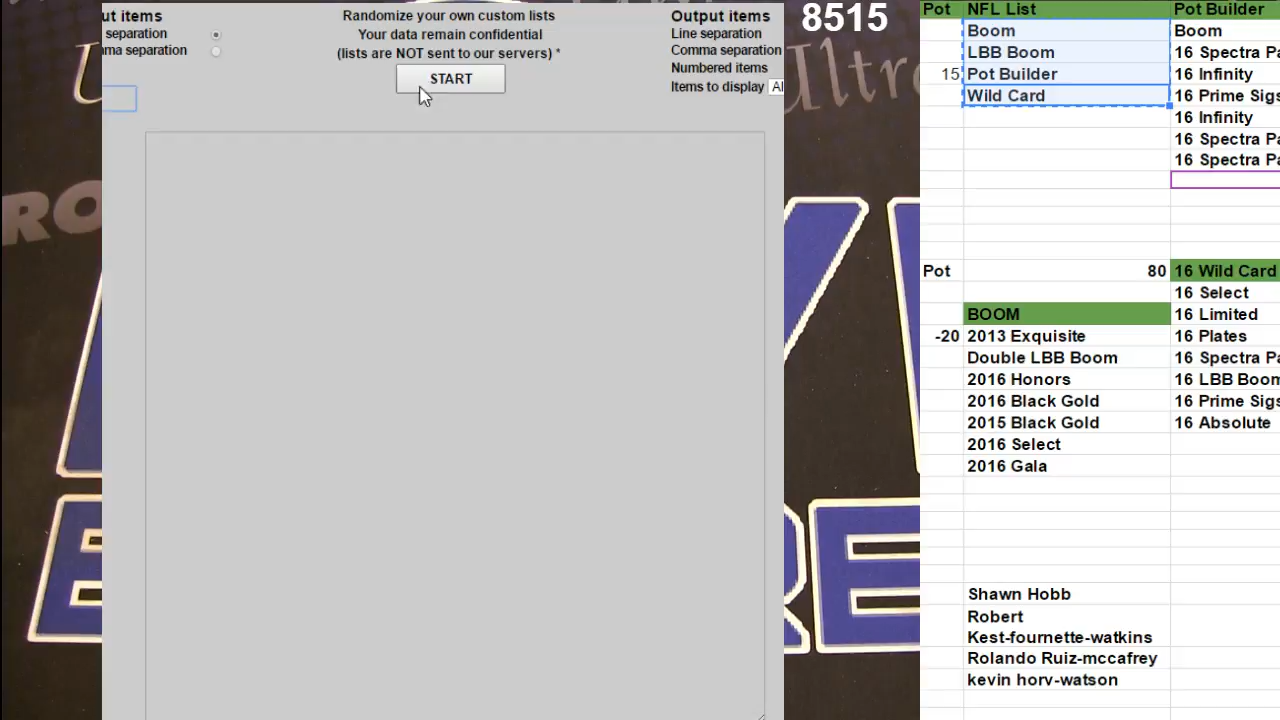 ut items
separation
mma separation
Randomize your own custom lists
Your data remain confidential
(lists are NOT sent to our servers) *
START
Output items
Line separation
Comma separation
Numbered items
Items to display Al
8515
Pot NFL List Pot Builder
Boom Boom
LBB Boom 16 Spectra Pa
15 Pot Builder 16 Infinity
Wild Card 16 Prime Sigs
16 Infinity
16 Spectra Pa
16 Spectra Pa
Pot 80 16 Wild Card
16 Select
BOOM 16 Limited
-20 2013 Exquisite 16 Plates
Double LBB Boom 16 Spectra Pa
2016 Honors 16 LBB Boom
2016 Black Gold 16 Prime Sigs
2015 Black Gold 16 Absolute
2016 Select
2016 Gala
Shawn Hobb
Robert
Kest-fournette-watkins
Rolando Ruiz-mccafrey
kevin horv-watson